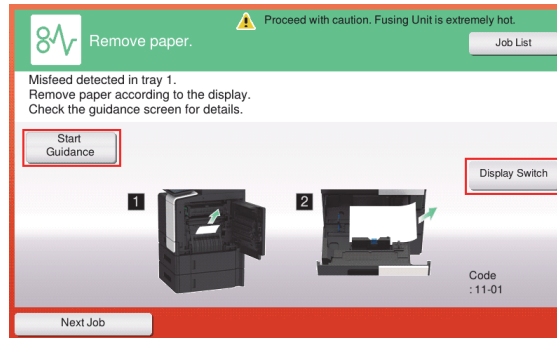 Proceed with caution. Fusing Unit is extremely hot.
Remove paper.
Job List
Misfeed detected in tray 1.
Remove paper according to the display.
Check the guidance screen for details.
Start
Guidance
Display Switch
1
2
Code
: 11-01
Next Job